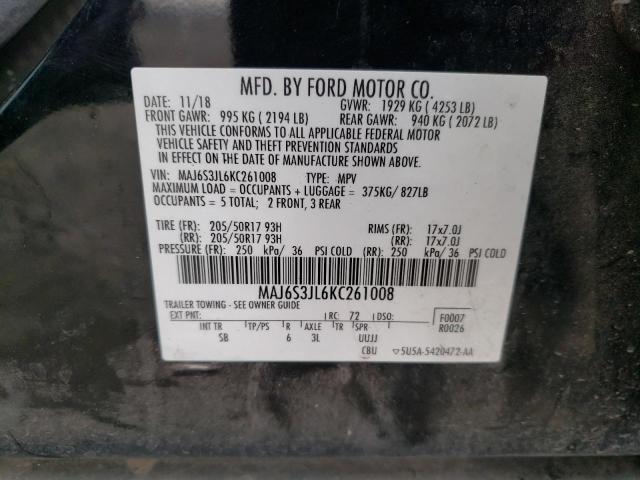 MFD. BY FORD MOTOR CO.
DATE: 11/18 GVWR: 1929 KG ( 4253 LB)
FRONT GAWR: 995 KG ( 2194 LB) REAR GAWR: 940 KG ( 2072 LB)
THIS VEHICLE CONFORMS TO ALL APPLICABLE FEDERAL MOTOR
VEHICLE SAFETY AND THEFT PREVENTION STANDARDS
IN EFFECT ON THE DATE OF MANUFACTURE SHOWN ABOVE.
VIN: MAJ6S3JL6KC261008 TYPE: MPV
MAXIMUM LOAD = OCCUPANTS + LUGGAGE = 375KG/ 827LB
OCCUPANTS = 5 TOTAL; 2 FRONT, 3 REAR
TIRE (FR): 205/50R17 93H RIMS (FR): 17x7.0J
(RR): 205/50R17 93H (RR): 17x7.0J
PRESSURE (FR): 250 kPa/ 36 PSI COLD (RR): 250 kPa/ 36 PSI COLD
MAJ6S3JL6KC261008
TRAILER TOWING - SEE OWNER GUIDE
EXT PNT: RC: 72 DSO: F0007
INT TR TP/PS R AXLE TR SPR R0026
SB 6 3L UUJJ
CBU ▽5U5A-5420472-AA